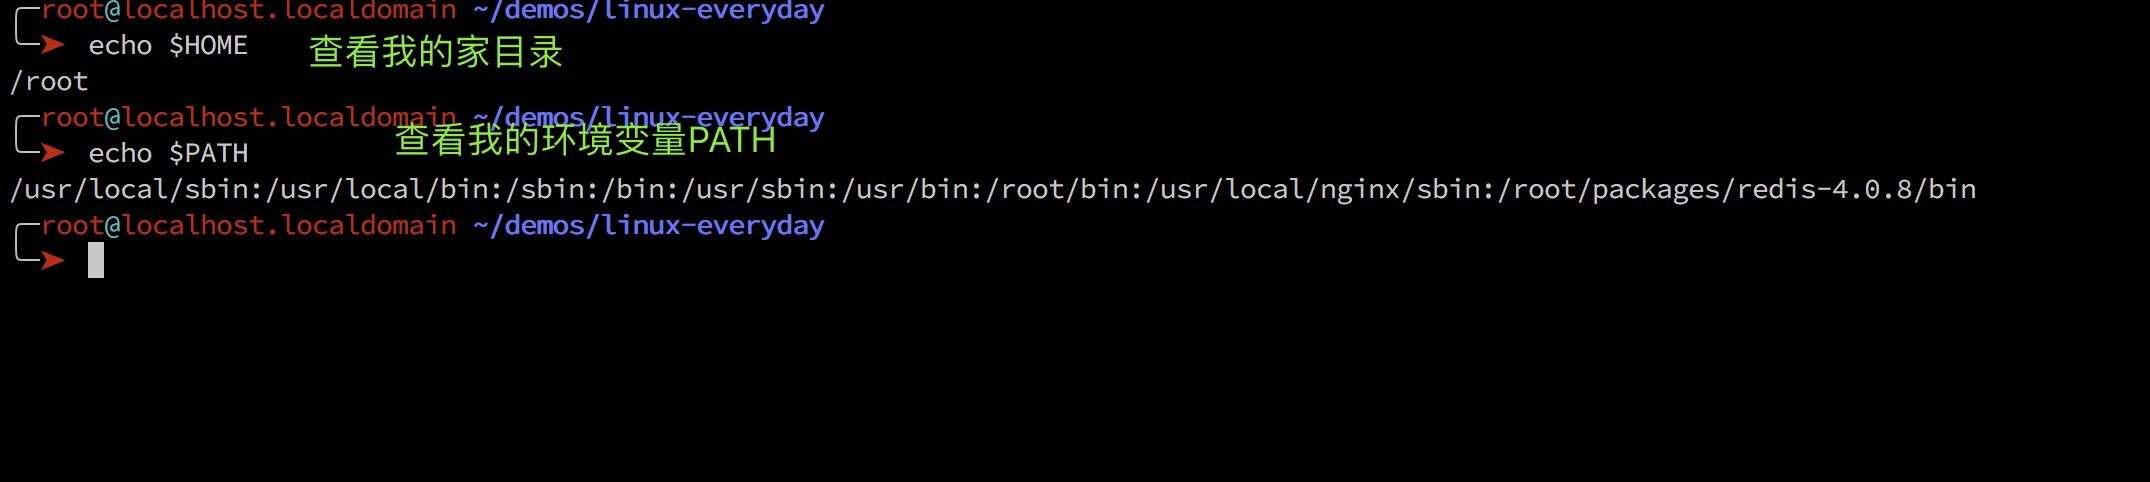 root@localhost.localdomain ~/demos/linux-everyday
echo $HOME 查看我的家目录
/root
root@localhost.localdomain ~/demos/linux-everyday
echo $PATH 查看我的环境变量PATH
/usr/local/sbin:/usr/local/bin:/sbin:/bin:/usr/sbin:/usr/bin:/root/bin:/usr/local/nginx/sbin:/root/packages/redis-4.0.8/bin
root@localhost.localdomain ~/demos/linux-everyday